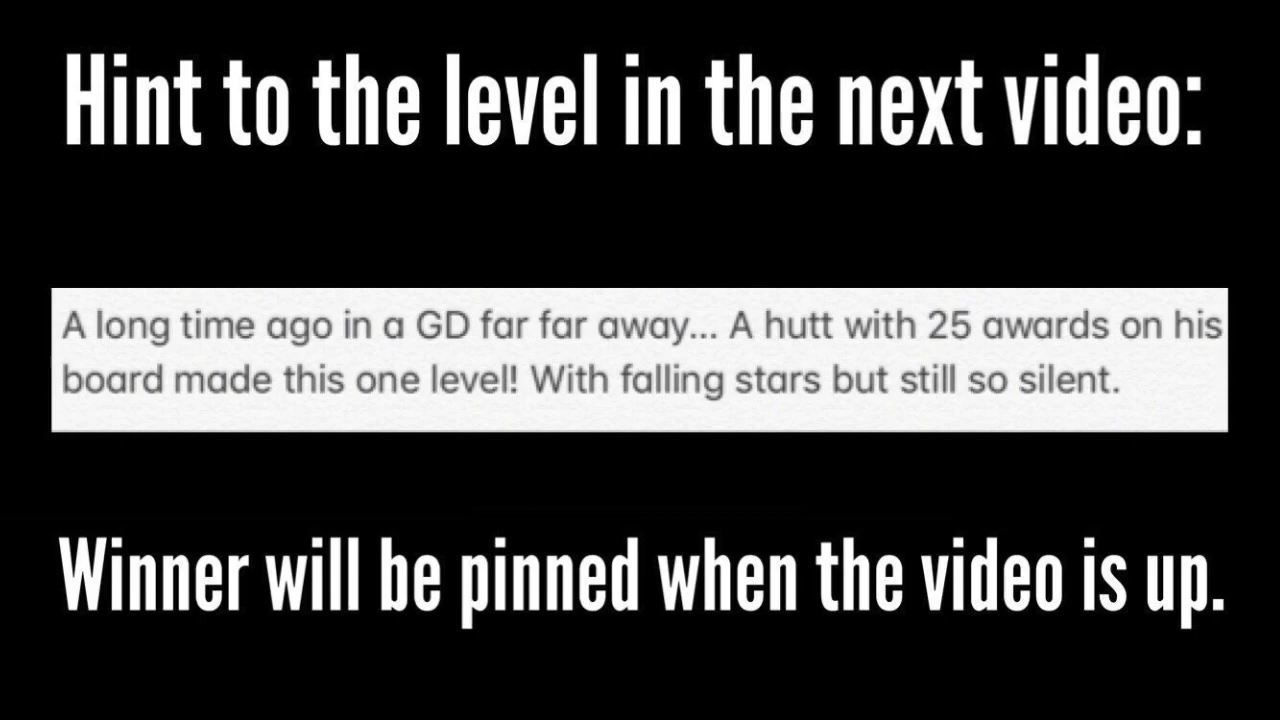 Hint to the level in the next video:
A long time ago in a GD far far away... A hutt with 25 awards on his
board made this one level! With falling stars but still so silent.
Winner will be pinned when the video is up.